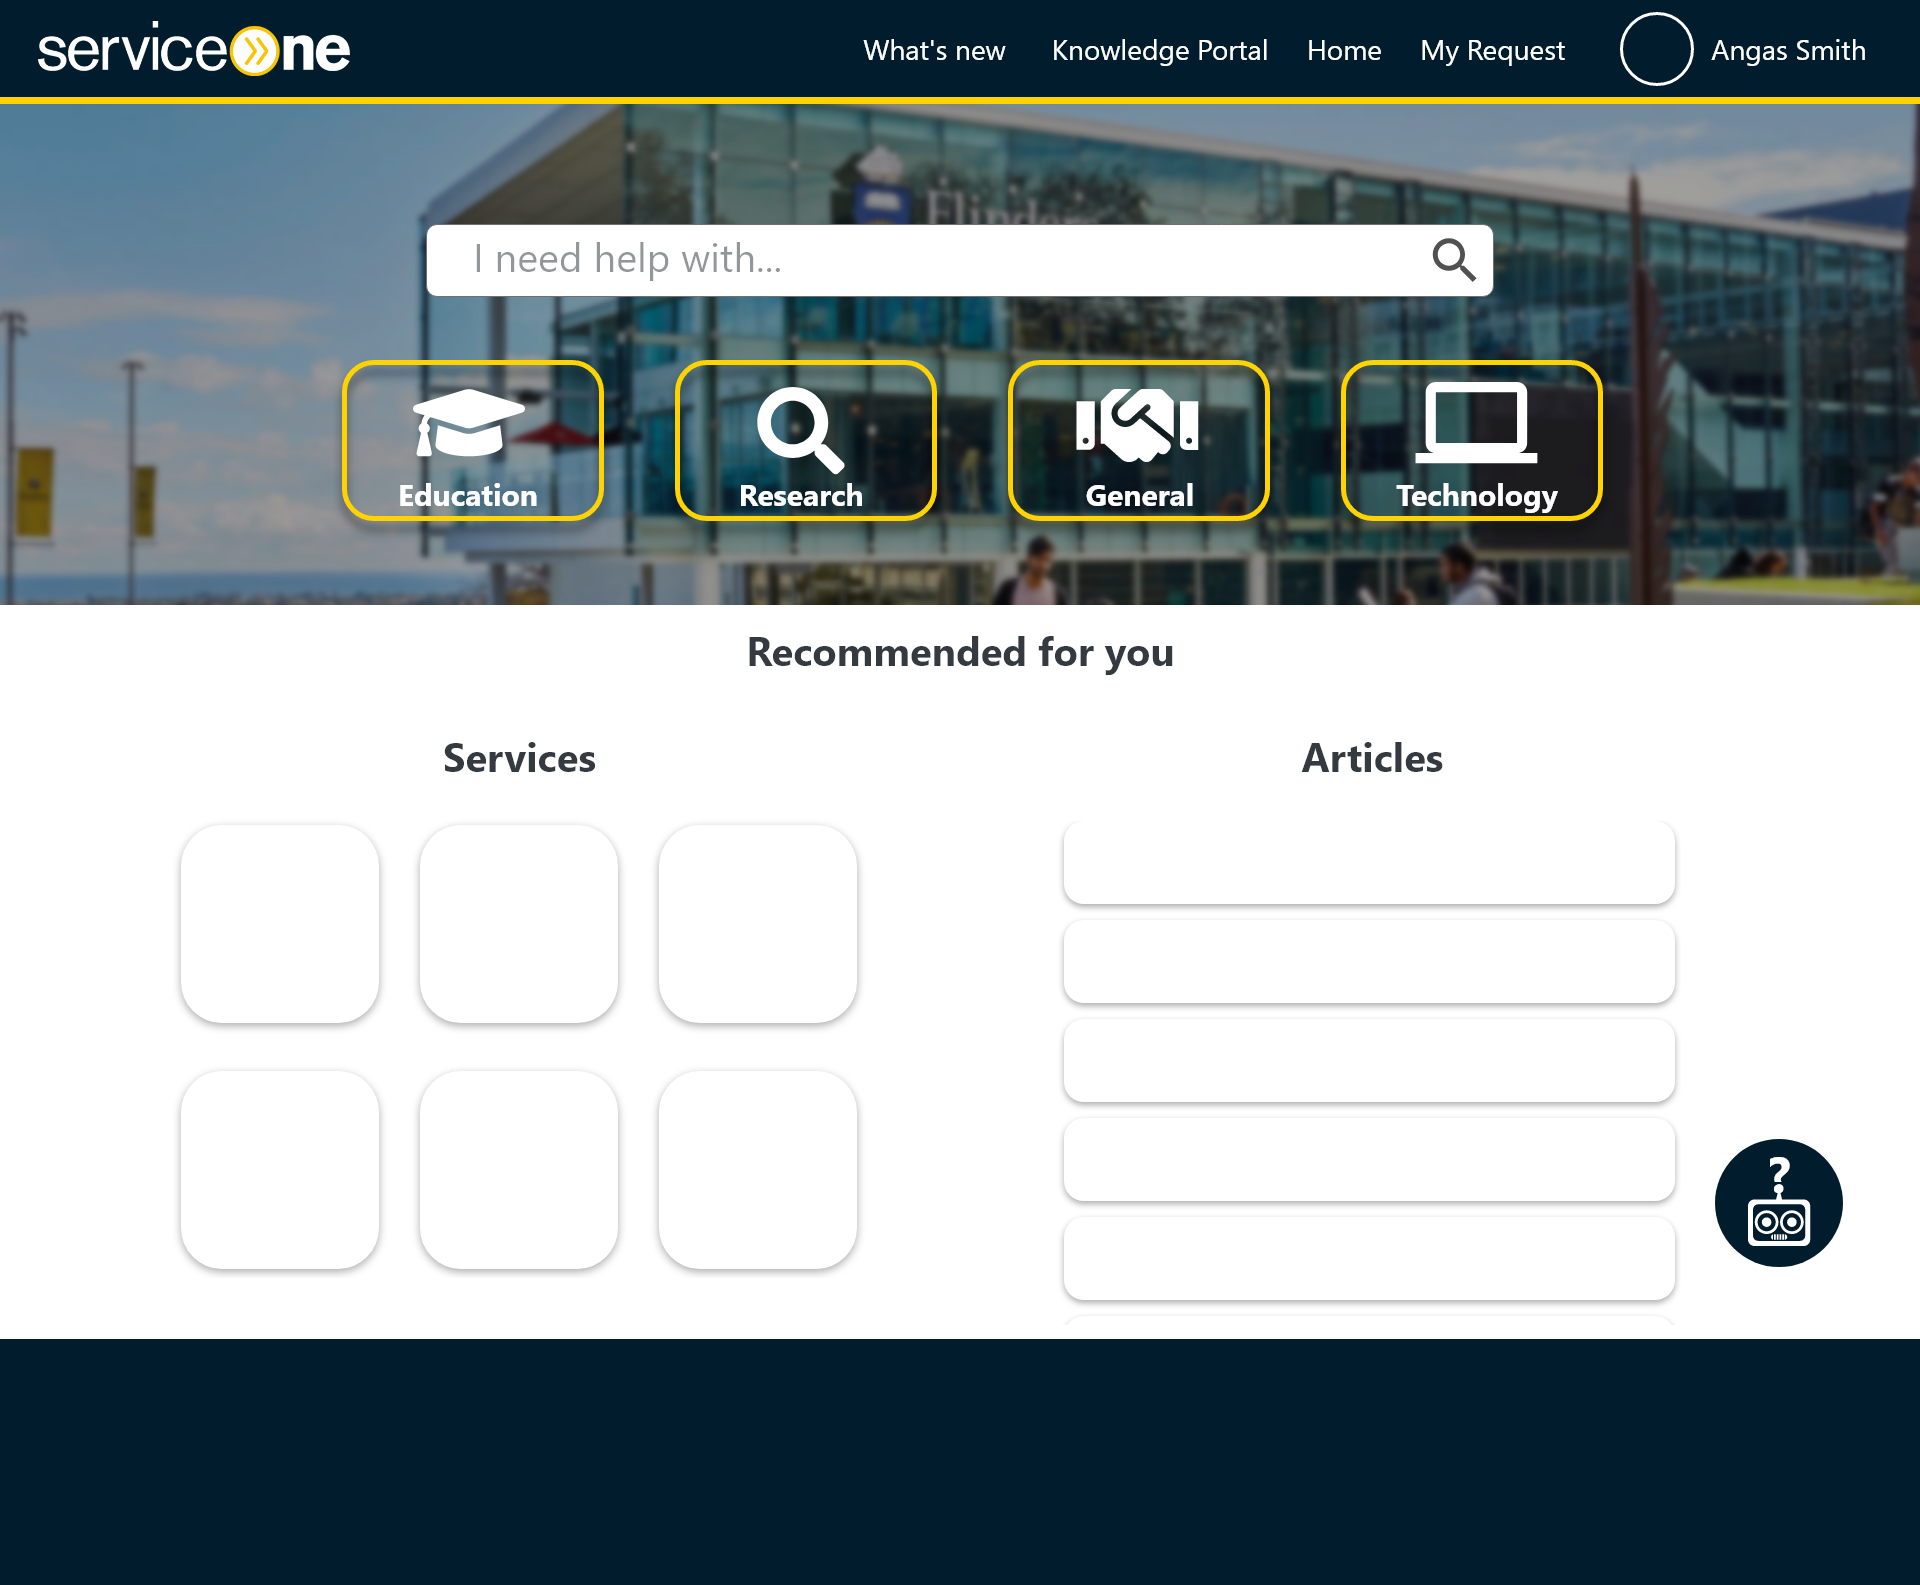 serviceone
What's new
Knowledge Portal
Home
My Request
Angas Smith
Flinders
I need help with...
Education
Research
General
Technology
Recommended for you
Services
Articles
?